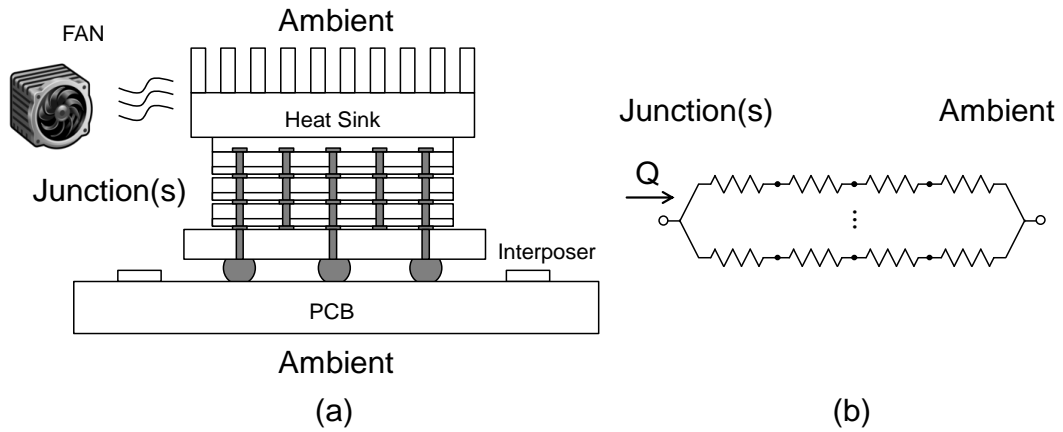 Ambient
FAN
Heat Sink
Junction(s)
Interposer
PCB
Ambient
(a)
Junction(s)
Ambient
Q
(b)